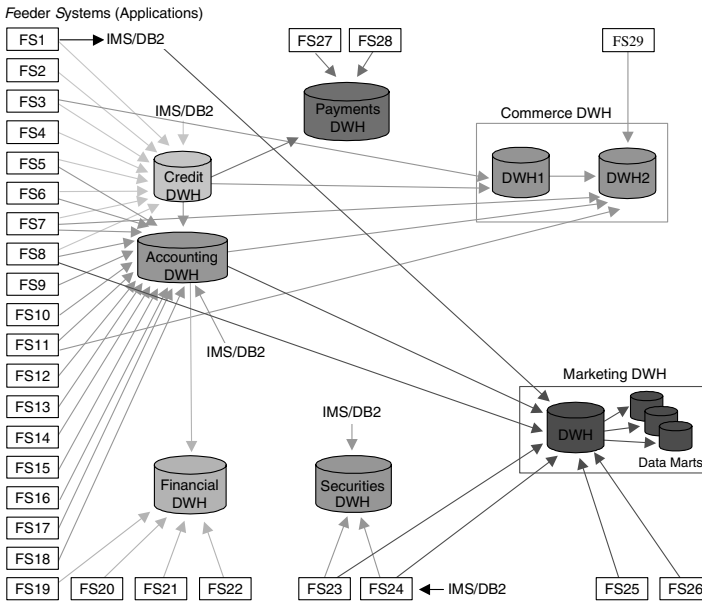 Feeder Systems (Applications)
FS1
IMS/DB2
FS27
FS28
FS29
FS2
FS3
FS4
FS5
FS6
FS7
FS8
FS9
FS10
FS11
FS12
FS13
FS14
FS15
FS16
FS17
FS18
FS19
IMS/DB2
Payments
DWH
Commerce DWH
Credit
DWH
DWH1
DWH2
Accounting
DWH
IMS/DB2
Marketing DWH
DWH
Data Marts
IMS/DB2
Financial
DWH
Securities
DWH
FS20
FS21
FS22
FS23
FS24
IMS/DB2
FS25
FS26